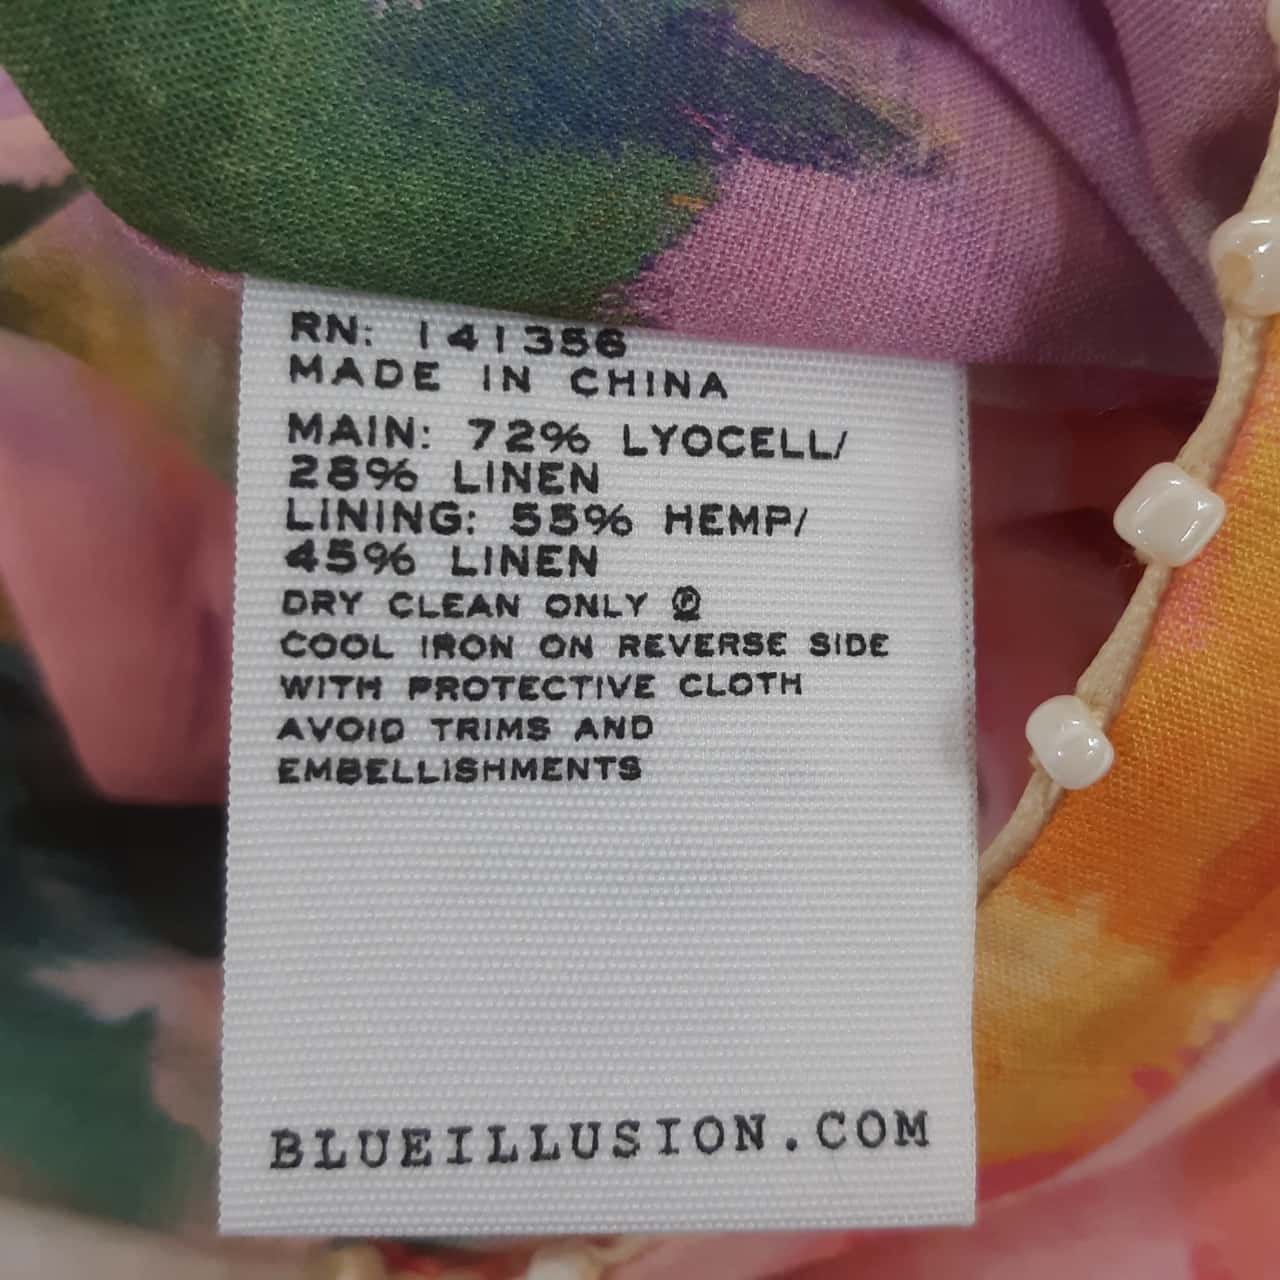 RN: 141356
MADE IN CHINA
MAIN: 72% LYOCELL/
28% LINEN
LINING: 55% HEMP/
45% LINEN
DRY CLEAN ONLY Ⓟ
COOL IRON ON REVERSE SIDE
WITH PROTECTIVE CLOTH
AVOID TRIMS AND
EMBELLISHMENTS
BLUEILLUSION.COM